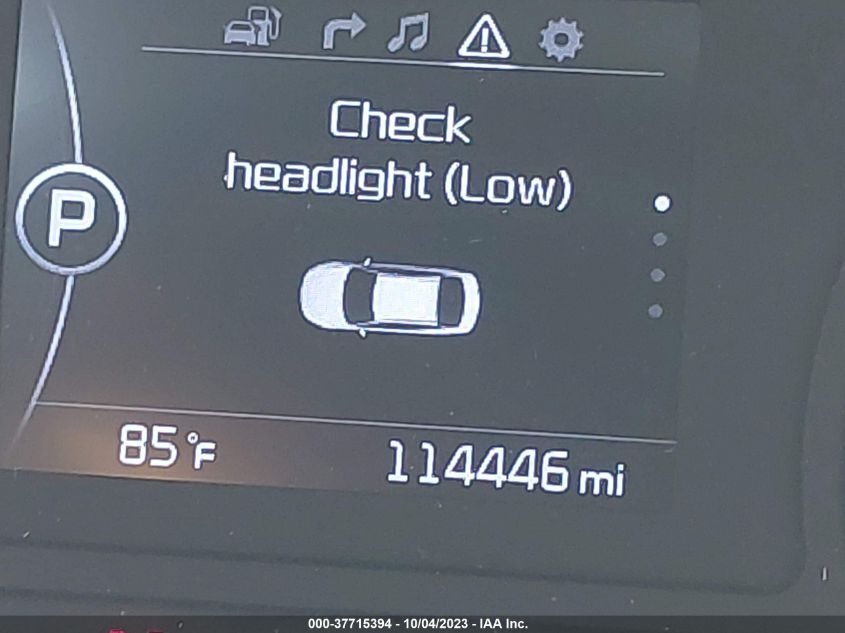 Check
headlight (Low)
P
85°F
114446 mi
000-37715394 - 10/04/2023 - IAA Inc.